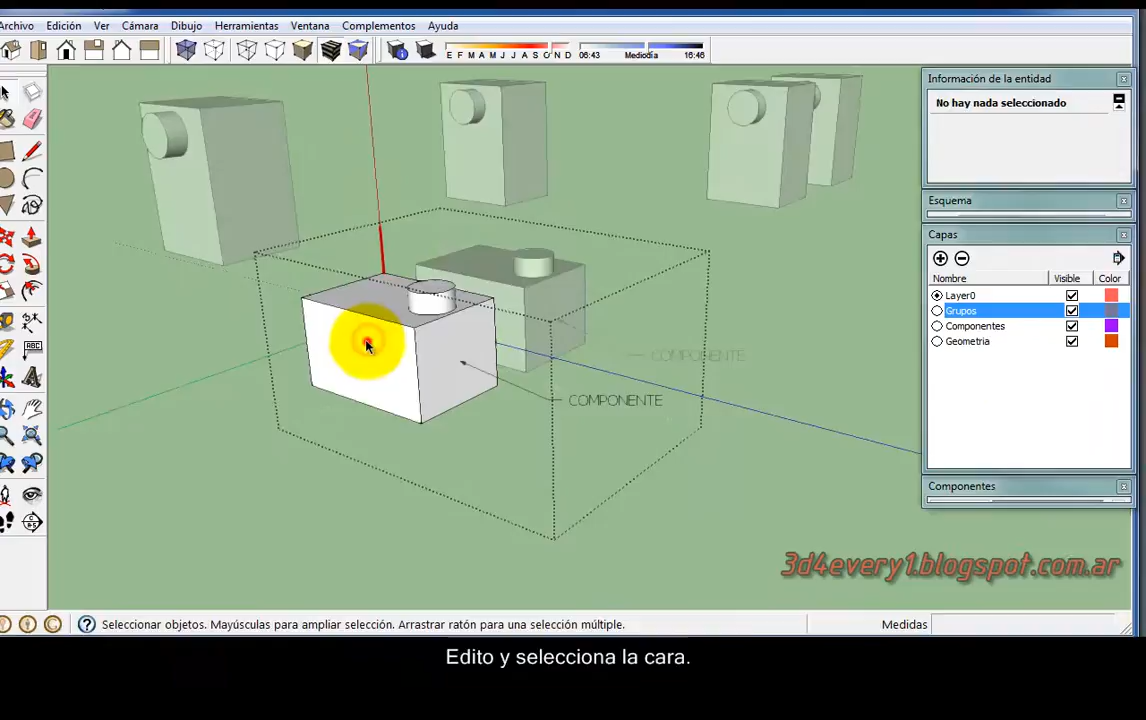 Archivo Edición Ver Cámara Dibujo Herramientas Ventana Complementos Ayuda
E F M A M J J A S O N D 06:43 Mediodía 16:46
Información de la entidad
No hay nada seleccionado
Esquema
Capas
Nombre Visible Color
Layer0
Grupos
Componentes
Geometria
Componentes
COMPONENTE
COMPONENTE
ABC
3d4every1.blogspot.com.ar
Seleccionar objetos. Mayúsculas para ampliar selección. Arrastrar ratón para una selección múltiple.
Medidas
Edito y selecciona la cara.